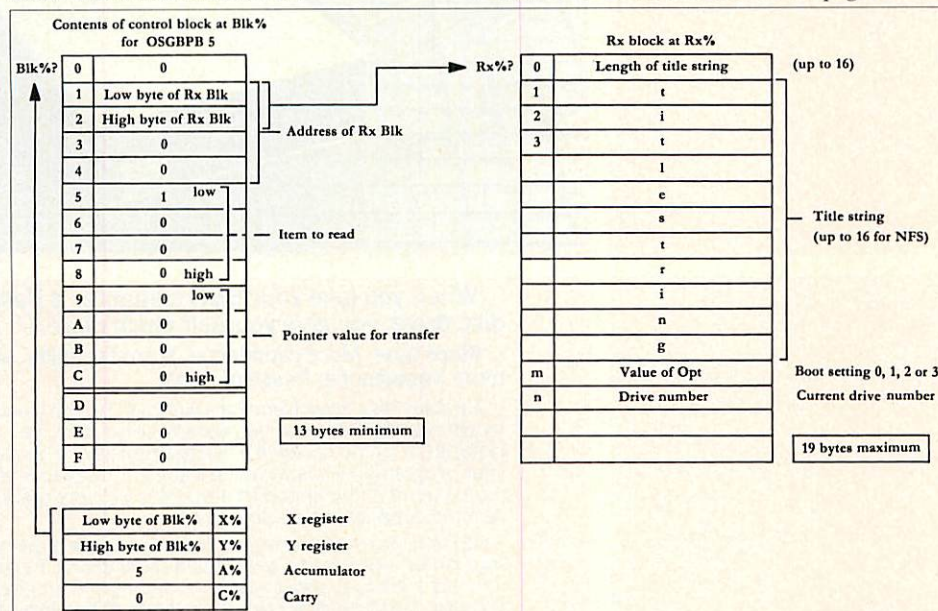 Contents of control block at Blk%
for OSGBPB 5
Blk%? 0 0
1 Low byte of Rx Blk
2 High byte of Rx Blk
3 0
4 0
Address of Rx Blk
5 1 low
6 0
7 0
8 0 high
Item to read
9 0 low
A 0
B 0
C 0 high
Pointer value for transfer
D 0
E 0
F 0
13 bytes minimum
Low byte of Blk% X% X register
High byte of Blk% Y% Y register
5 A% Accumulator
0 C% Carry
Rx block at Rx%
Rx%? 0 Length of title string (up to 16)
1 t
2 i
3 t
l
e
s
t
r
i
n
g
Title string
(up to 16 for NFS)
m Value of Opt Boot setting 0, 1, 2 or 3
n Drive number Current drive number
19 bytes maximum